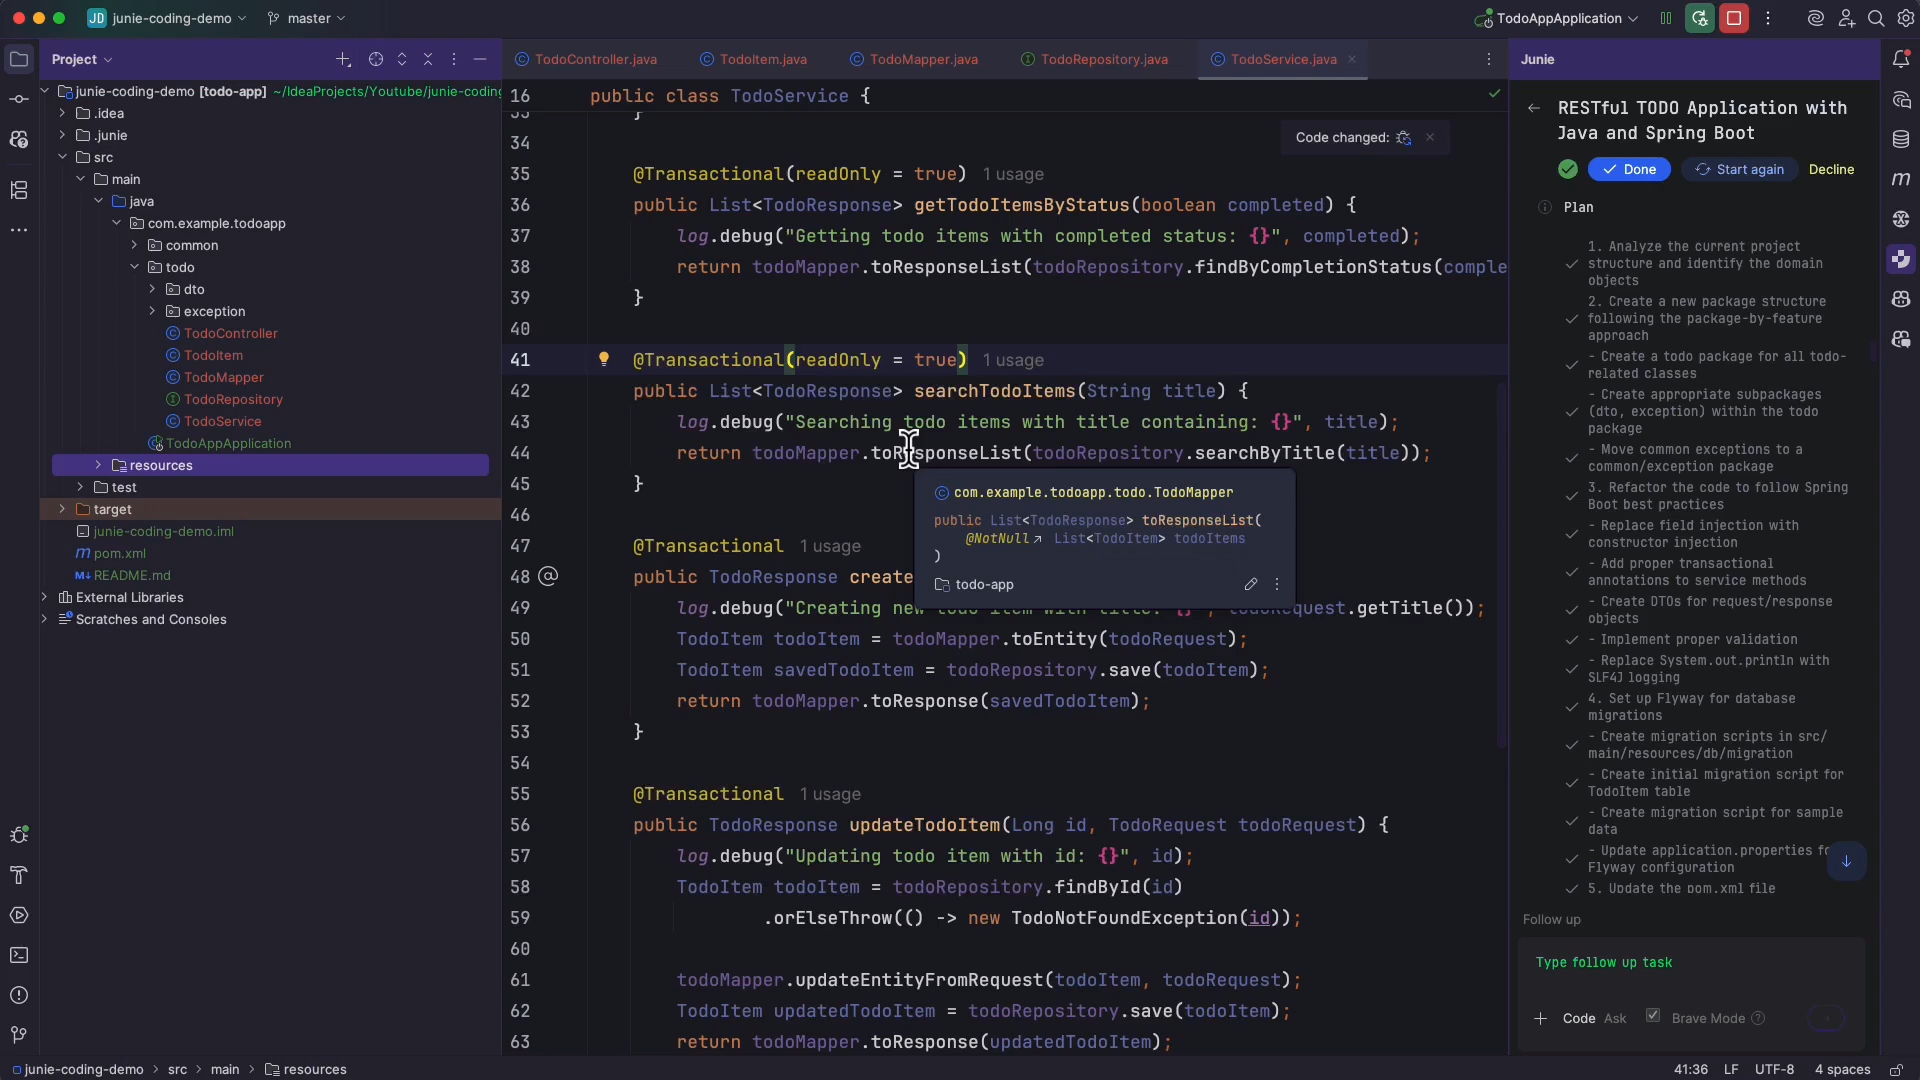 JD junie-coding-demo
master
TodoAppApplication
Project
junie-coding-demo [todo-app] ~/IdeaProjects/Youtube/junie-coding
.idea
.junie
src
main
java
com.example.todoapp
common
todo
dto
exception
TodoController
TodoItem
TodoMapper
TodoRepository
TodoService
TodoAppApplication
resources
test
target
junie-coding-demo.iml
pom.xml
README.md
External Libraries
Scratches and Consoles
TodoController.java
TodoItem.java
TodoMapper.java
TodoRepository.java
TodoService.java
16 public class TodoService {
Code changed:
34
35 @Transactional(readOnly = true) 1 usage
36 public List<TodoResponse> getTodoItemsByStatus(boolean completed) {
37 log.debug("Getting todo items with completed status: {}", completed);
38 return todoMapper.toResponseList(todoRepository.findByCompletionStatus(comple
39 }
40
41 @Transactional(readOnly = true) 1 usage
42 public List<TodoResponse> searchTodoItems(String title) {
43 log.debug("Searching todo items with title containing: {}", title);
44 return todoMapper.toResponseList(todoRepository.searchByTitle(title));
45 }
46
47 @Transactional 1 usage
48 public TodoResponse create
49 log.debug("Creating new todo item with title: {}", todoRequest.getTitle());
50 TodoItem todoItem = todoMapper.toEntity(todoRequest);
51 TodoItem savedTodoItem = todoRepository.save(todoItem);
52 return todoMapper.toResponse(savedTodoItem);
53 }
54
55 @Transactional 1 usage
56 public TodoResponse updateTodoItem(Long id, TodoRequest todoRequest) {
57 log.debug("Updating todo item with id: {}", id);
58 TodoItem todoItem = todoRepository.findById(id)
59 .orElseThrow(() -> new TodoNotFoundException(id));
60
61 todoMapper.updateEntityFromRequest(todoItem, todoRequest);
62 TodoItem updatedTodoItem = todoRepository.save(todoItem);
63 return todoMapper.toResponse(updatedTodoItem);
com.example.todoapp.todo.TodoMapper
public List<TodoResponse> toResponseList(
@NotNull↗ List<TodoItem> todoItems
)
todo-app
Junie
RESTful TODO Application with
Java and Spring Boot
Done
Start again
Decline
Plan
1. Analyze the current project
structure and identify the domain
objects
2. Create a new package structure
following the package-by-feature
approach
- Create a todo package for all todo-
related classes
- Create appropriate subpackages
(dto, exception) within the todo
package
- Move common exceptions to a
common/exception package
3. Refactor the code to follow Spring
Boot best practices
- Replace field injection with
constructor injection
- Add proper transactional
annotations to service methods
- Create DTOs for request/response
objects
- Implement proper validation
- Replace System.out.println with
SLF4J logging
4. Set up Flyway for database
migrations
- Create migration scripts in src/
main/resources/db/migration
- Create initial migration script for
TodoItem table
- Create migration script for sample
data
- Update application.properties fo
Flyway configuration
5. Update the pom.xml file
Follow up
Type follow up task
Code Ask Brave Mode
junie-coding-demo > src > main > resources
41:36 LF UTF-8 4 spaces